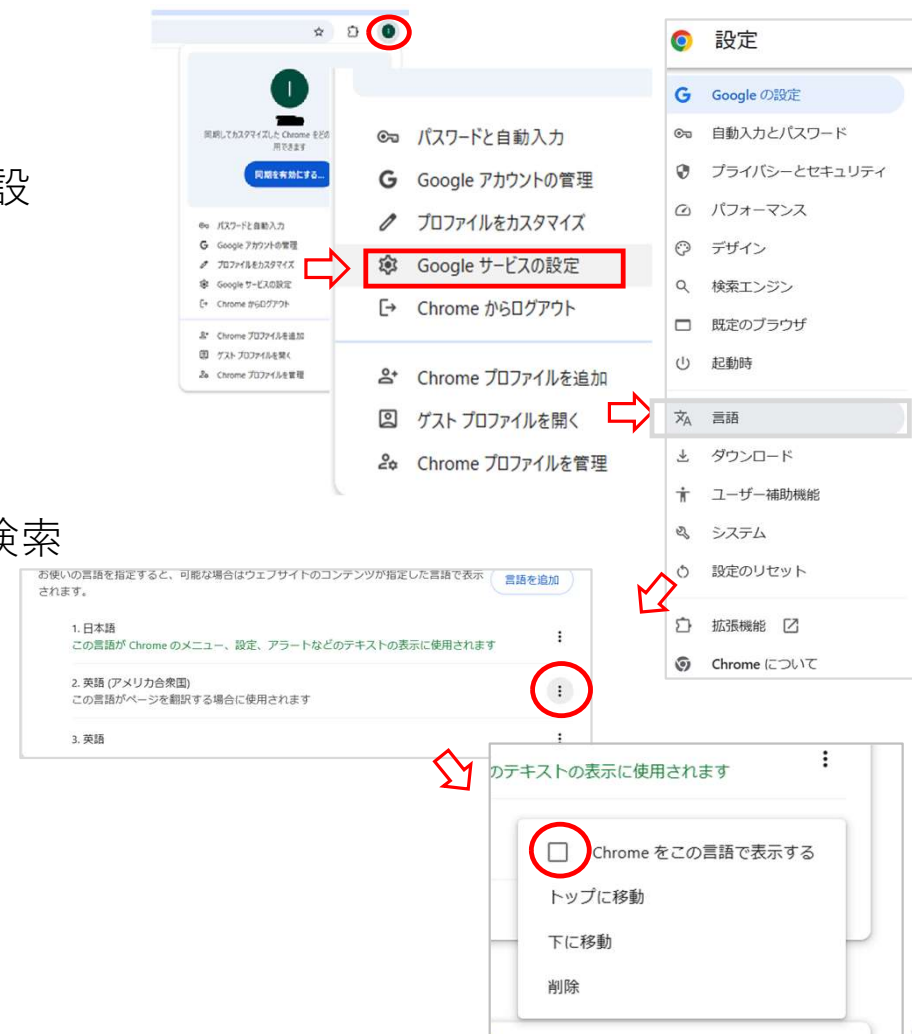 設
検索
I
同期を有効にする...
パスワードと自動入力
Google アカウントの管理
プロファイルをカスタマイズ
Google サービスの設定
Chrome からログアウト
Chrome プロファイルを追加
ゲスト プロファイルを開く
Chrome プロファイルを管理
パスワードと自動入力
Google アカウントの管理
プロファイルをカスタマイズ
Google サービスの設定
Chrome からログアウト
Chrome プロファイルを追加
ゲスト プロファイルを開く
Chrome プロファイルを管理
設定
Google の設定
自動入力とパスワード
プライバシーとセキュリティ
パフォーマンス
デザイン
検索エンジン
既定のブラウザ
起動時
言語
ダウンロード
ユーザー補助機能
システム
設定のリセット
拡張機能
Chrome について
お使いの言語を指定すると、可能な場合はウェブサイトのコンテンツが指定した言語で表示
されます。
言語を追加
1. 日本語
この言語が Chrome のメニュー、設定、アラートなどのテキストの表示に使用されます
2. 英語 (アメリカ合衆国)
この言語がページを翻訳する場合に使用されます
3. 英語
のテキストの表示に使用されます
Chrome をこの言語で表示する
トップに移動
下に移動
削除